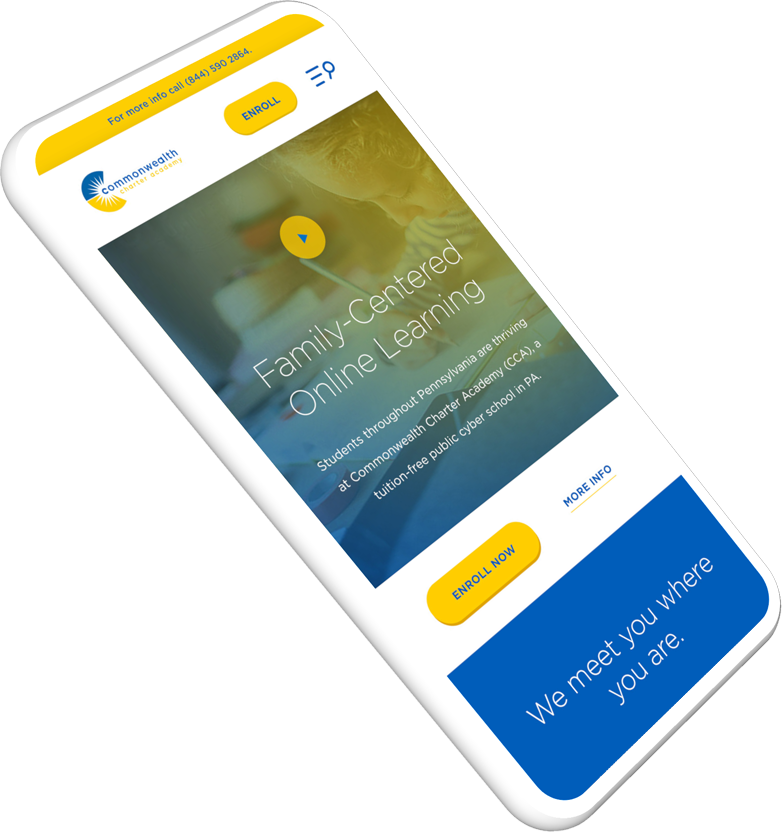 For more info call (844) 590 2864.
commonwealth
charter academy
ENROLL
Family-Centered
Online Learning
Students throughout Pennsylvania are thriving
at Commonwealth Charter Academy (CCA), a
tuition-free public cyber school in PA.
ENROLL NOW
MORE INFO
We meet you where
you are.